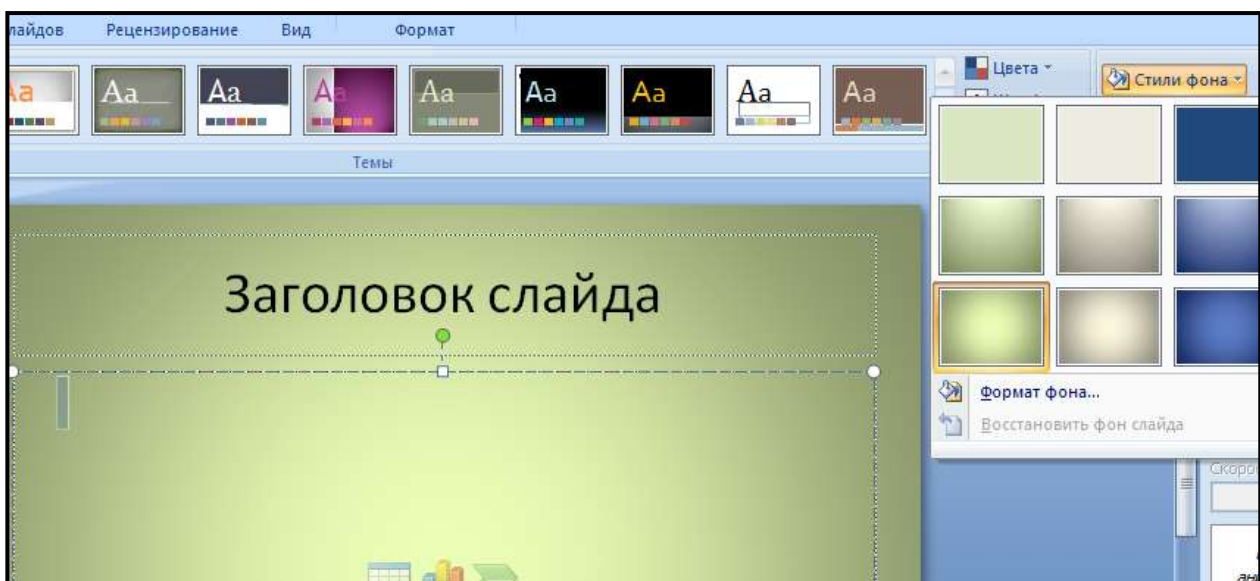 лайдов Рецензирование Вид Формат
Aa Aa Aa Aa Aa Aa Aa Aa Aa
Цвета
Стили фона
Темы
Заголовок слайда
Формат фона...
Восстановить фон слайда